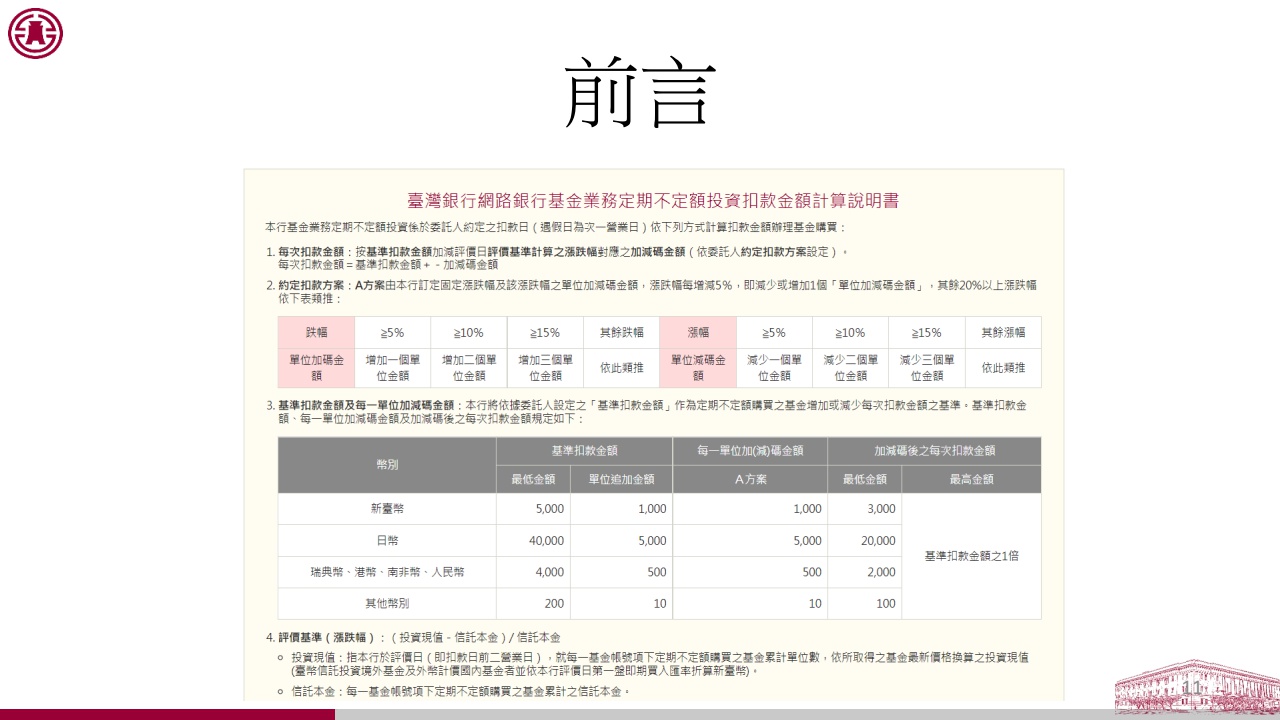 前言
臺灣銀行網路銀行基金業務定期不定額投資扣款金額計算說明書
本行基金業務定期不定額投資係於委託人約定之扣款日（遇假日為次一營業日）依下列方式計算扣款金額辦理基金購買：
1. 每次扣款金額：按基準扣款金額加減評價日評價基準計算之漲跌幅對應之加減碼金額（依委託人約定扣款方案設定）。
每次扣款金額＝基準扣款金額＋－加減碼金額
2. 約定扣款方案：A方案由本行訂定固定漲跌幅及該漲跌幅之單位加減碼金額，漲跌幅每增減5%，即減少或增加1個「單位加減碼金額」，其餘20%以上漲跌幅
依下表類推：
跌幅 ≧5% ≧10% ≧15% 其餘跌幅 漲幅 ≧5% ≧10% ≧15% 其餘漲幅
單位加碼金額 增加一個單位金額 增加二個單位金額 增加三個單位金額 依此類推 單位減碼金額 減少一個單位金額 減少二個單位金額 減少三個單位金額 依此類推
3. 基準扣款金額及每一單位加減碼金額：本行將依據委託人設定之「基準扣款金額」作為定期不定額購買之基金增加或減少每次扣款金額之基準。基準扣款金
額、每一單位加減碼金額及加減碼後之每次扣款金額規定如下：
幣別 基準扣款金額 每一單位加(減)碼金額 加減碼後之每次扣款金額
最低金額 單位追加金額 A方案 最低金額 最高金額
新臺幣 5,000 1,000 1,000 3,000
日幣 40,000 5,000 5,000 20,000
基準扣款金額之1倍
瑞典幣、港幣、南非幣、人民幣 4,000 500 500 2,000
其他幣別 200 10 10 100
4. 評價基準（漲跌幅）：（投資現值－信託本金）/ 信託本金
投資現值：指本行於評價日（即扣款日前二營業日），就每一基金帳號項下定期不定額購買之基金累計單位數，依所取得之基金最新價格換算之投資現值
(臺幣信託投資境外基金及外幣計價國內基金者並依本行評價日第一盤即期買入匯率折算新臺幣)。
信託本金：每一基金帳號項下定期不定額購買之基金累計之信託本金。